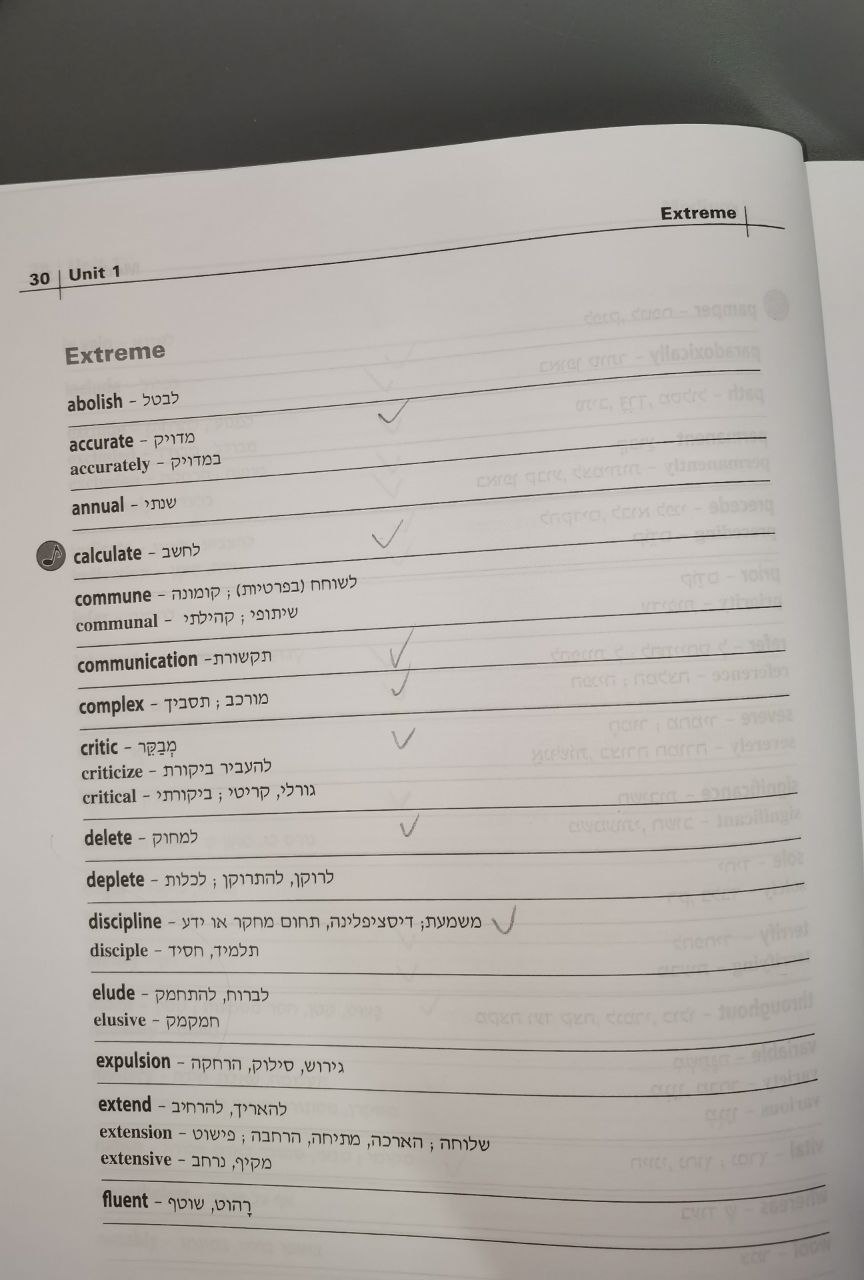 Extreme
30 | Unit 1
Extreme
abolish - לבטל
accurate - מדויק
accurately - במדויק
annual - שנתי
calculate - לחשב
commune - לשוחח (בפרטיות) ; קומונה
communal - שיתופי ; קהילתי
communication - תקשורת
complex - מורכב ; תסביך
critic - מְבַקֵּר
criticize - להעביר ביקורת
critical - גורלי, קריטי ; ביקורתי
delete - למחוק
deplete - לרוקן, להתרוקן ; לכלות
discipline - משמעת; דיסציפלינה, תחום מחקר או ידע
disciple - תלמיד, חסיד
elude - לברוח, להתחמק
elusive - חמקמק
expulsion - גירוש, סילוק, הרחקה
extend - להאריך, להרחיב
extension - שלוחה ; הארכה, מתיחה, הרחבה ; פישוט
extensive - מקיף, נרחב
fluent - רָהוט, שוטף